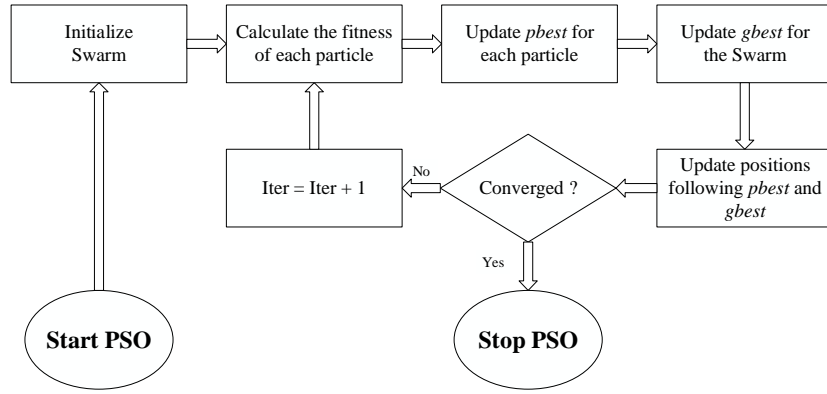 Initialize
Swarm
Calculate the fitness
of each particle
Update pbest for
each particle
Update gbest for
the Swarm
Update positions
following pbest and
gbest
Converged ?
No
Iter = Iter + 1
Yes
Start PSO
Stop PSO